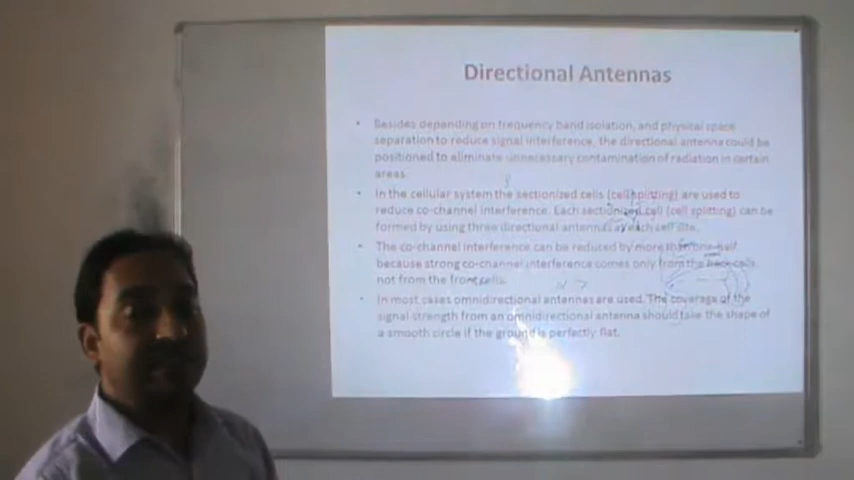 Directional Antennas
• Besides depending on frequency band isolation, and physical space
separation to reduce signal interference, the directional antenna could be
positioned to eliminate unnecessary contamination of radiation in certain
areas.
• In the cellular system the sectionized cells (cell splitting) are used to
reduce co-channel interference. Each sectionized cell (cell splitting) can be
formed by using three directional antennas at each cell site.
• The co-channel interference can be reduced by more than one-half
because strong co-channel interference comes only from the back cells
not from the front cells.
• In most cases omnidirectional antennas are used. The coverage of the
signal strength from an omnidirectional antenna should take the shape of
a smooth circle if the ground is perfectly flat.